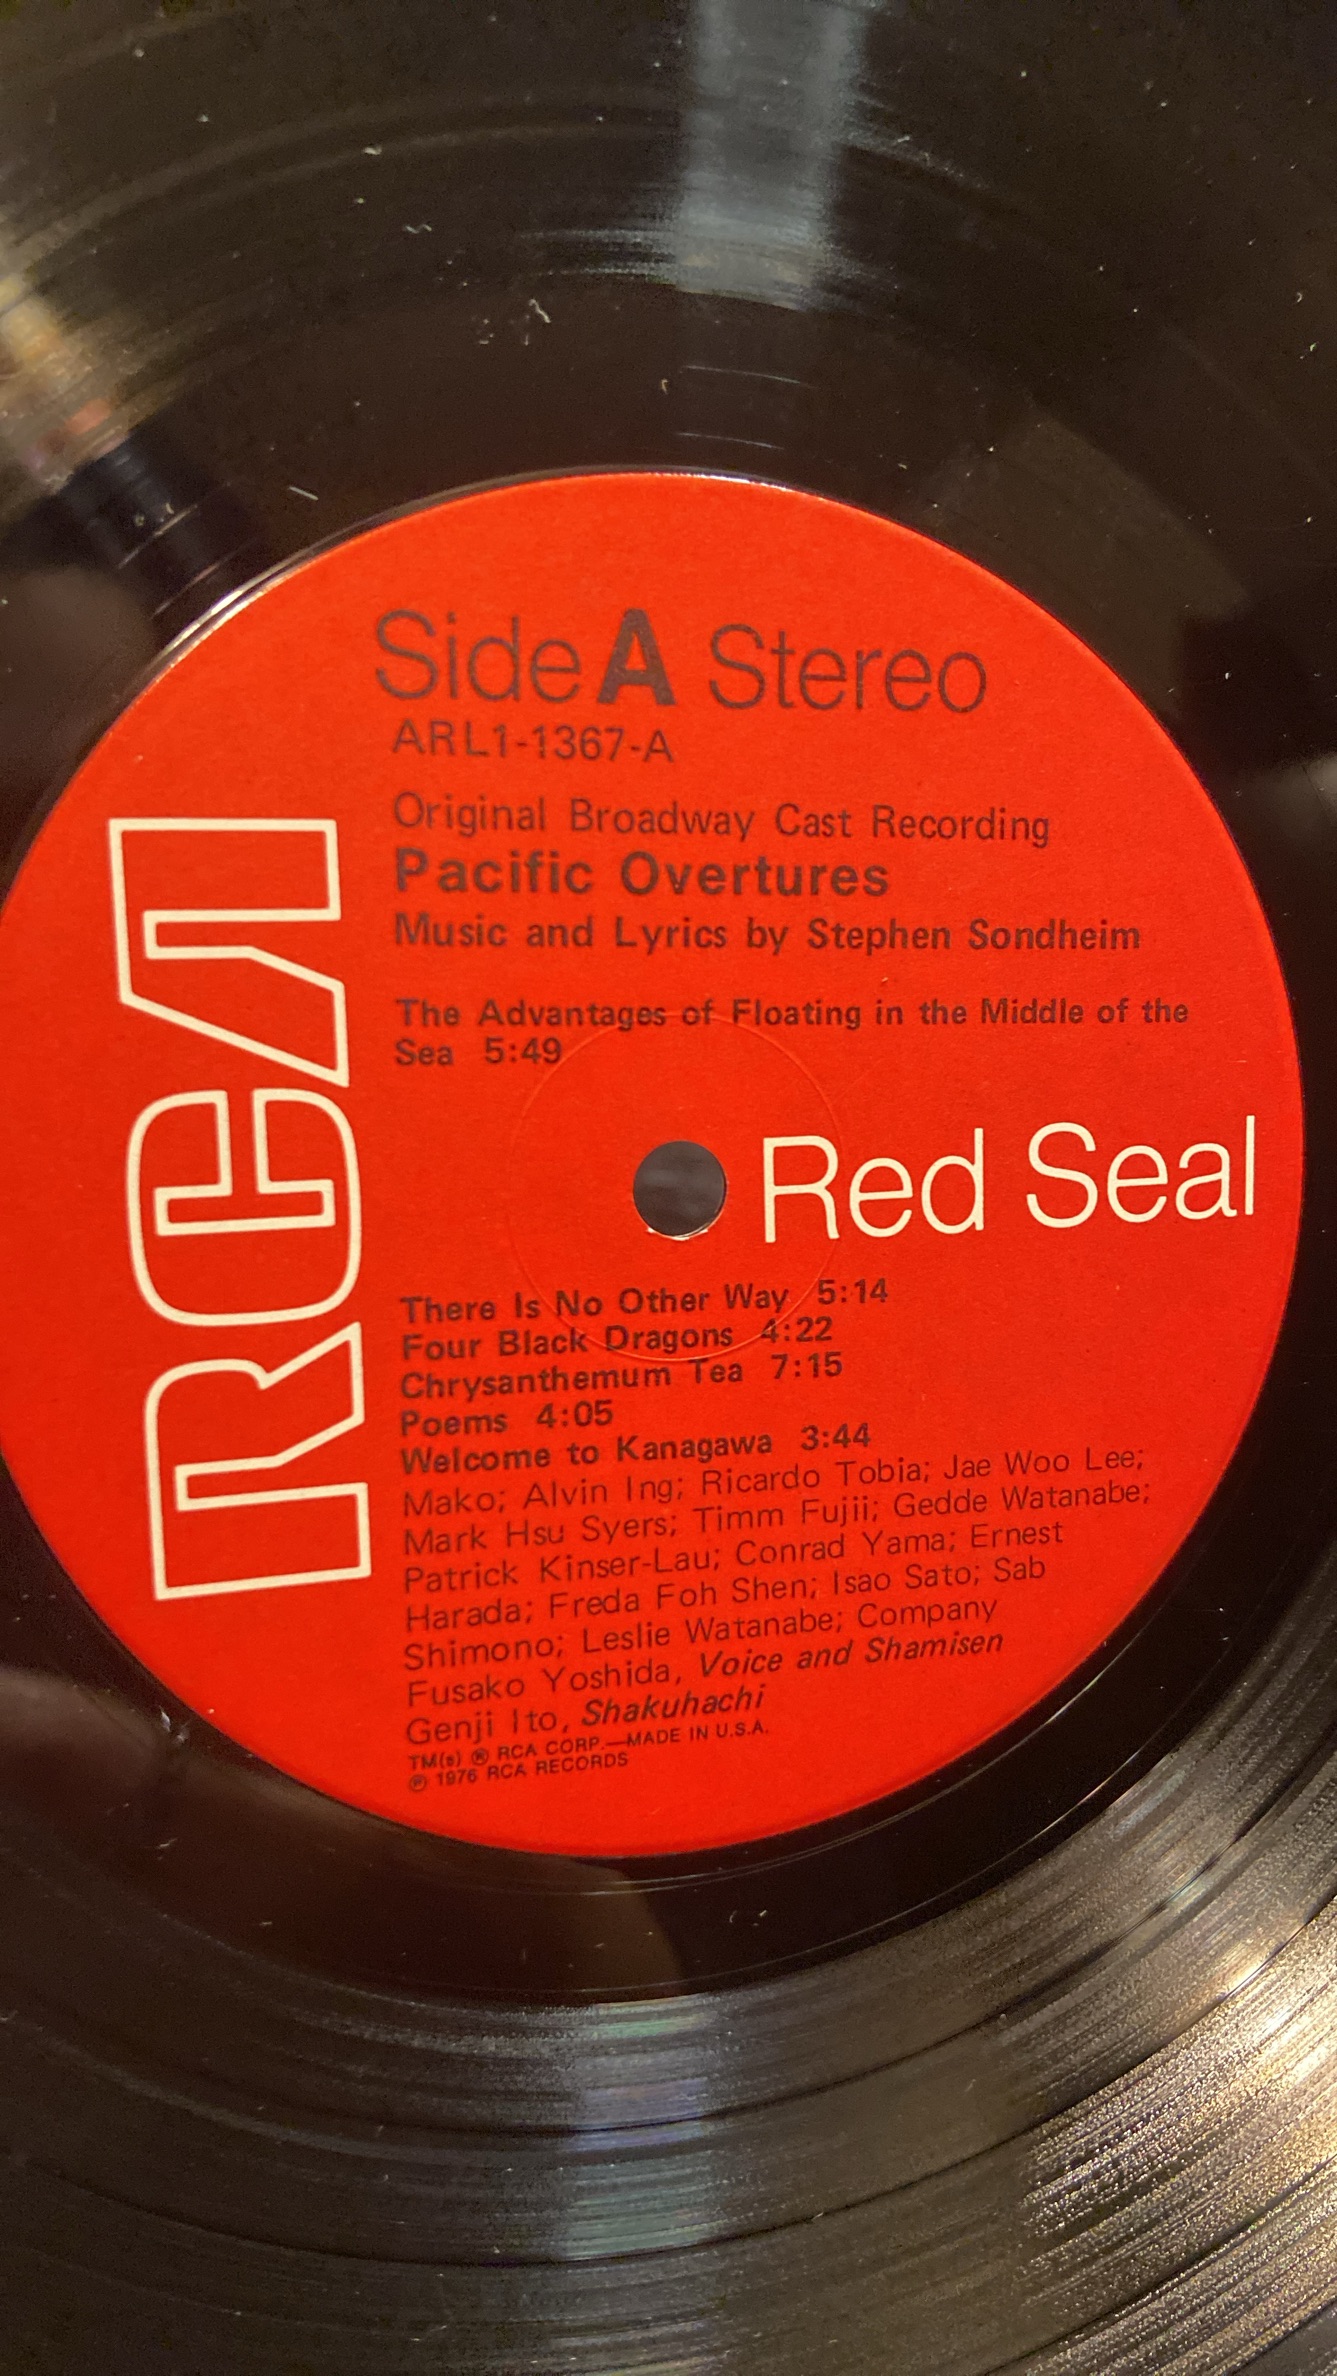 Side A Stereo
ARL1-1367-A
Original Broadway Cast Recording
Pacific Overtures
Music and Lyrics by Stephen Sondheim
The Advantages of Floating in the Middle of the
Sea 5:49
RCA
Red Seal
There Is No Other Way 5:14
Four Black Dragons 4:22
Chrysanthemum Tea 7:15
Poems 4:05
Welcome to Kanagawa 3:44
Mako; Alvin Ing; Ricardo Tobia; Jae Woo Lee;
Mark Hsu Syers; Timm Fujii; Gedde Watanabe;
Patrick Kinser-Lau; Conrad Yama; Ernest
Harada; Freda Foh Shen; Isao Sato; Sab
Shimono; Leslie Watanabe; Company
Fusako Yoshida, Voice and Shamisen
Genji Ito, Shakuhachi
TM(s) ® RCA CORP.—MADE IN U.S.A.
℗ 1976 RCA RECORDS